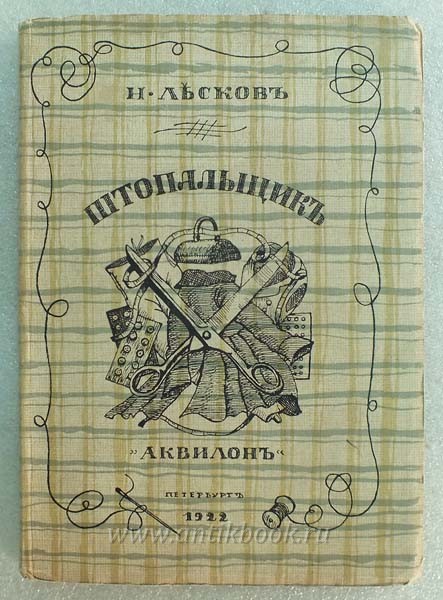 Н·ЛѢСКОВЪ
ШТОПАЛЬЩИКЪ
„АКВИЛОНЪ“
ПЕТЕРБУРГЪ
1922
www.antikbook.ru